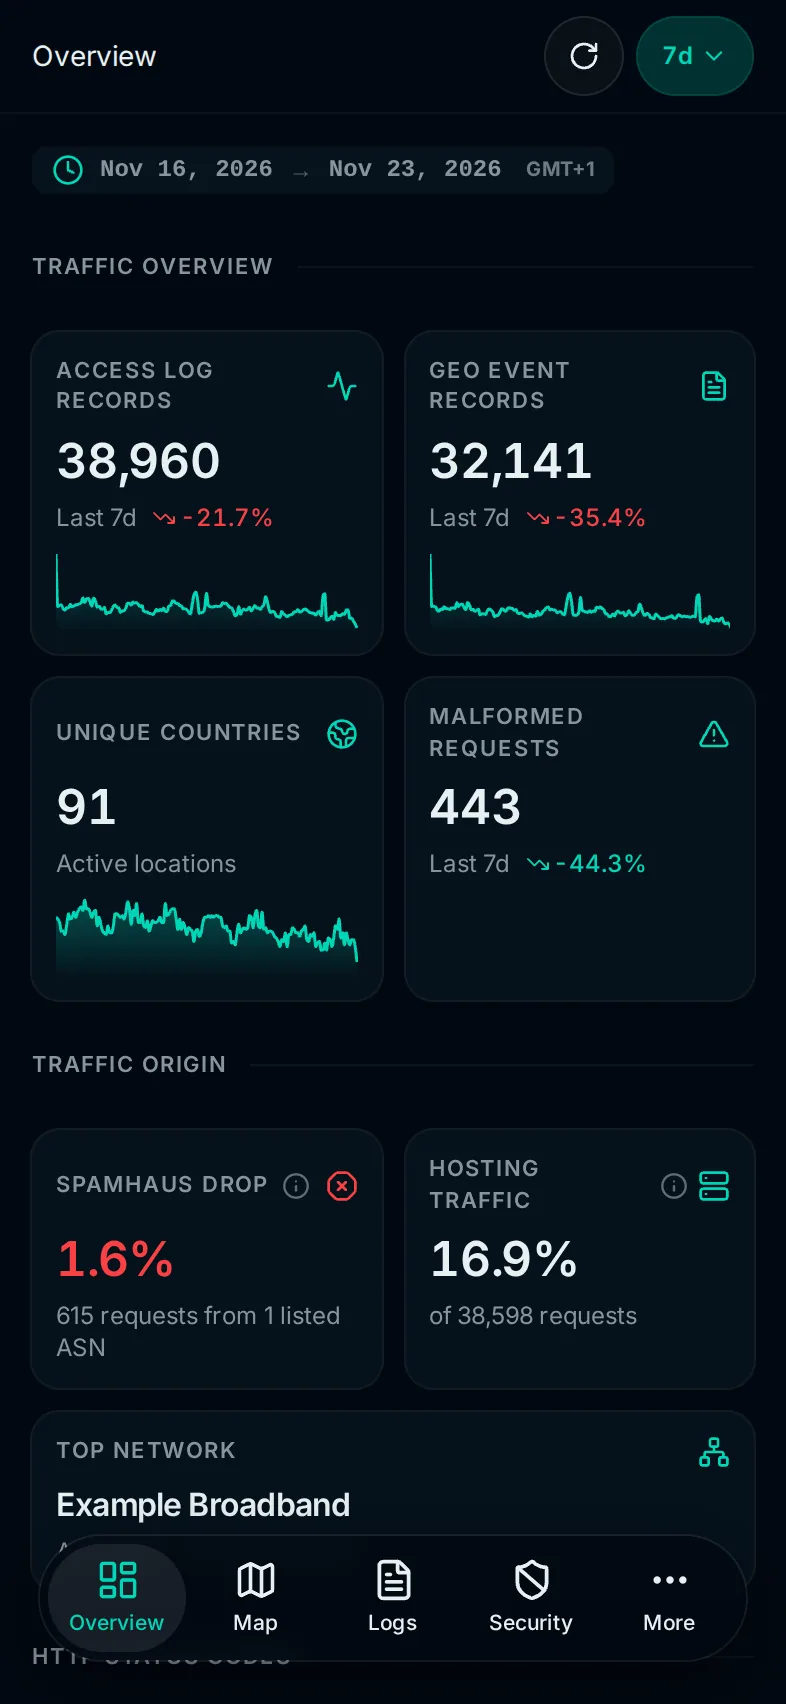 Overview
7d
Nov 16, 2026 → Nov 23, 2026 GMT+1
TRAFFIC OVERVIEW
ACCESS LOG
RECORDS
38,960
Last 7d -21.7%
GEO EVENT
RECORDS
32,141
Last 7d -35.4%
UNIQUE COUNTRIES
91
Active locations
MALFORMED
REQUESTS
443
Last 7d -44.3%
TRAFFIC ORIGIN
SPAMHAUS DROP
1.6%
615 requests from 1 listed
ASN
HOSTING
TRAFFIC
16.9%
of 38,598 requests
TOP NETWORK
Example Broadband
Overview
Map
Logs
Security
More
HTTP STATUS CODES